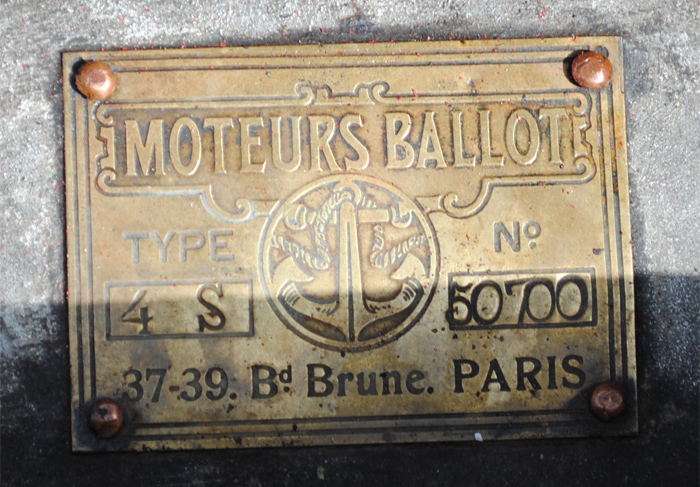 MOTEURS BALLOT
TYPE Nº
4 S 50700
37-39. Bd Brune. PARIS